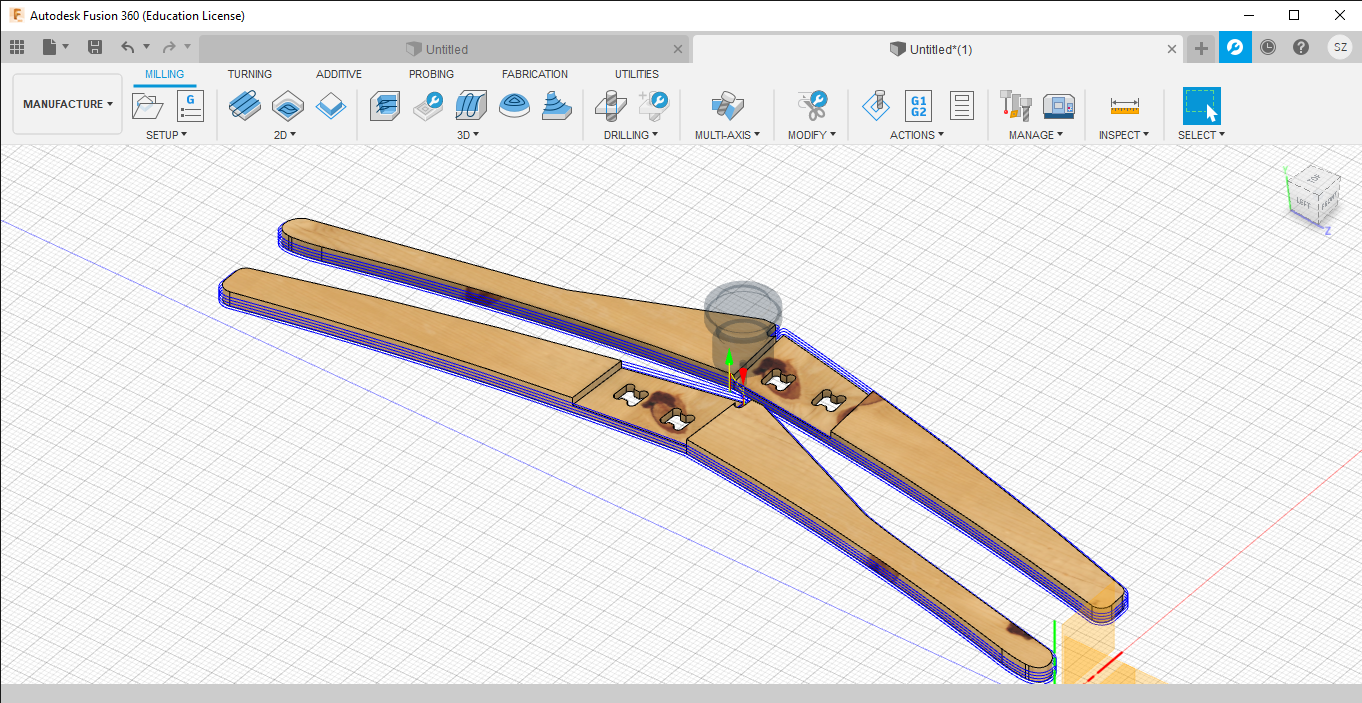 Autodesk Fusion 360 (Education License)
Untitled
Untitled*(1)
SZ
MILLING TURNING ADDITIVE PROBING FABRICATION UTILITIES
MANUFACTURE
G
G1
G2
SETUP 2D 3D DRILLING MULTI-AXIS MODIFY ACTIONS MANAGE INSPECT SELECT
Y
TOP
LEFT
FRONT
Z